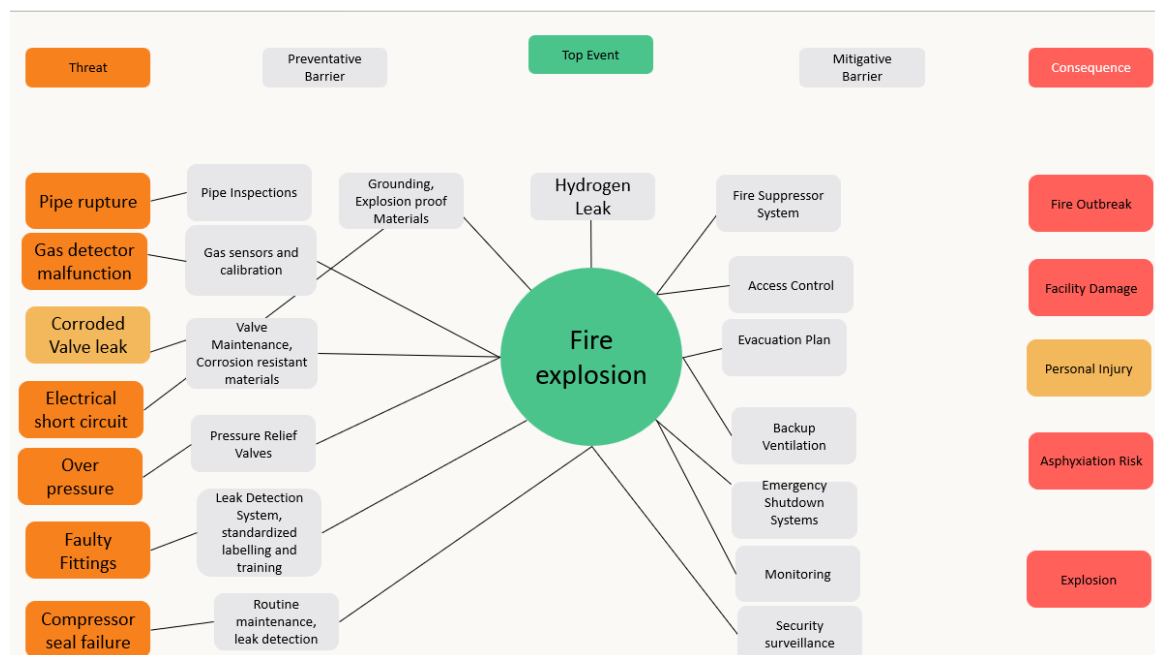 Threat
Preventative
Barrier
Top Event
Mitigative
Barrier
Consequence
Pipe rupture
Pipe Inspections
Grounding,
Explosion proof
Materials
Hydrogen
Leak
Fire Suppressor
System
Fire Outbreak
Gas detector
malfunction
Gas sensors and
calibration
Access Control
Facility Damage
Corroded
Valve leak
Valve
Maintenance,
Corrosion resistant
materials
Fire
explosion
Evacuation Plan
Personal Injury
Electrical
short circuit
Pressure Relief
Valves
Backup
Ventilation
Over
pressure
Asphyxiation Risk
Leak Detection
System,
standardized
labelling and
training
Emergency
Shutdown
Systems
Faulty
Fittings
Monitoring
Explosion
Compressor
seal failure
Routine
maintenance,
leak detection
Security
surveillance